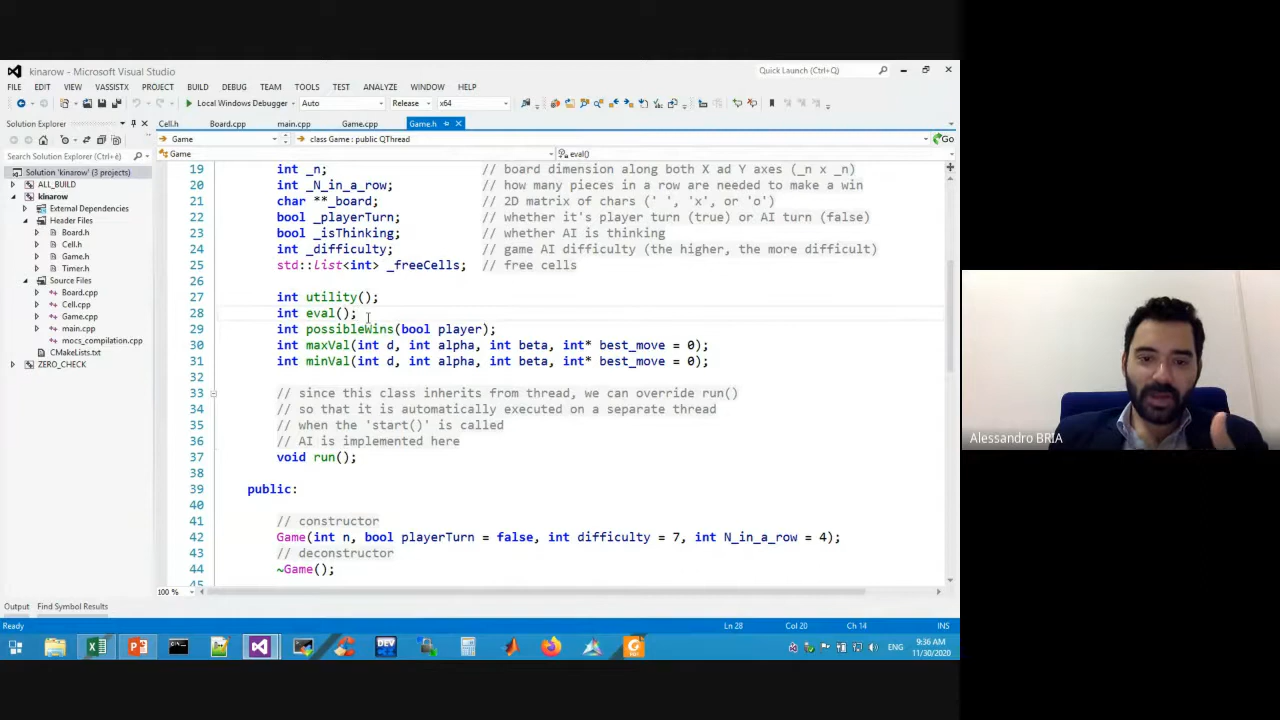 kinarow - Microsoft Visual Studio
Quick Launch (Ctrl+Q)
FILE EDIT VIEW VASSISTX PROJECT BUILD DEBUG TEAM TOOLS TEST ANALYZE WINDOW HELP
Local Windows Debugger Auto Release x64
Solution Explorer
Cell.h Board.cpp main.cpp Game.cpp Game.h
Game class Game : public QThread Go
Search Solution Explorer (Ctrl+è)
Game eval()
Solution 'kinarow' (3 projects)
ALL_BUILD
kinarow
External Dependencies
Header Files
Board.h
Cell.h
Game.h
Timer.h
Source Files
Board.cpp
Cell.cpp
Game.cpp
main.cpp
mocs_compilation.cpp
CMakeLists.txt
ZERO_CHECK
19 int _n; // board dimension along both X ad Y axes (_n x _n)
20 int _N_in_a_row; // how many pieces in a row are needed to make a win
21 char **_board; // 2D matrix of chars (' ', 'x', or 'o')
22 bool _playerTurn; // whether it's player turn (true) or AI turn (false)
23 bool _isThinking; // whether AI is thinking
24 int _difficulty; // game AI difficulty (the higher, the more difficult)
25 std::list<int> _freeCells; // free cells
26
27 int utility();
28 int eval();
29 int possibleWins(bool player);
30 int maxVal(int d, int alpha, int beta, int* best_move = 0);
31 int minVal(int d, int alpha, int beta, int* best_move = 0);
32
33 // since this class inherits from thread, we can override run()
34 // so that it is automatically executed on a separate thread
35 // when the 'start()' is called
36 // AI is implemented here
37 void run();
38
39 public:
40
41 // constructor
42 Game(int n, bool playerTurn = false, int difficulty = 7, int N_in_a_row = 4);
43 // deconstructor
44 ~Game();
45
100 %
Output Find Symbol Results
Ready Ln 28 Col 20 Ch 14 INS
DEV
ENG
9:36 AM
11/30/2020
Alessandro BRIA